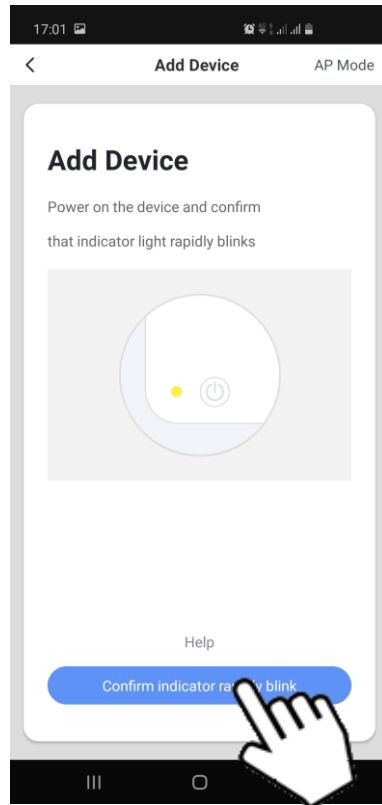 17:01
Add Device
AP Mode
Add Device
Power on the device and confirm
that indicator light rapidly blinks
Help
Confirm indicator rapidly blink